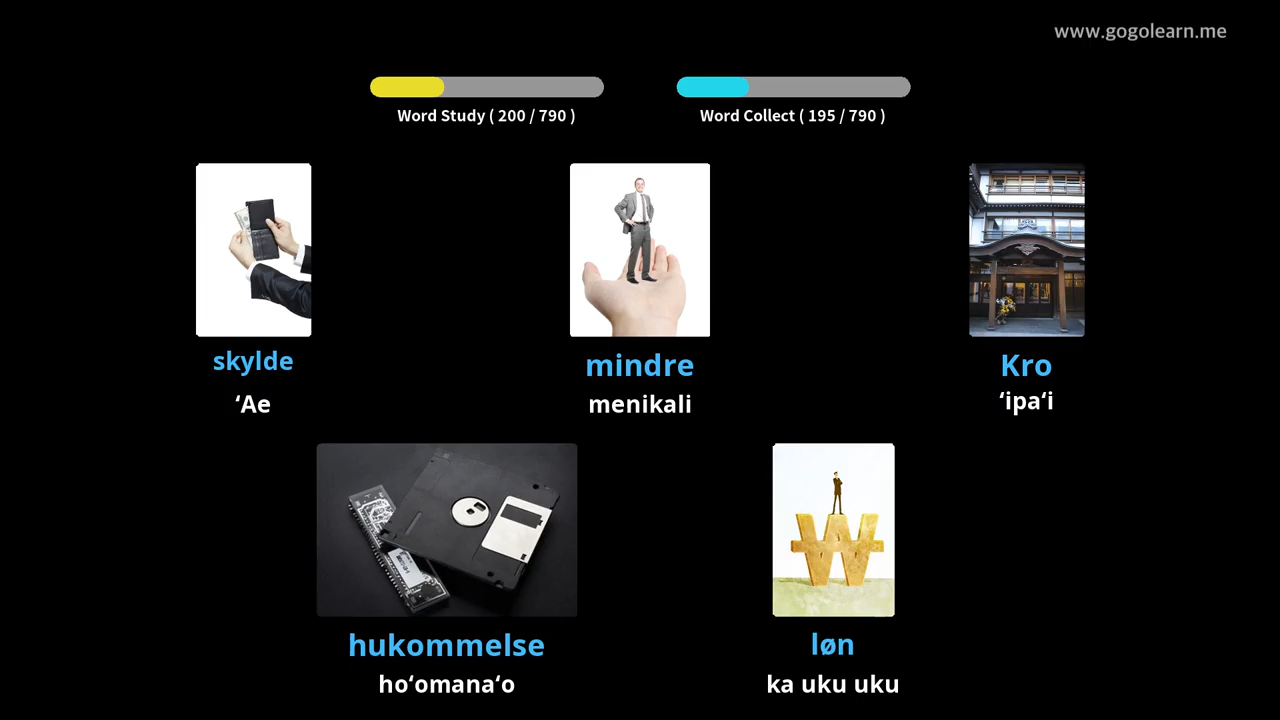 www.gogolearn.me
Word Study ( 200 / 790 )
Word Collect ( 195 / 790 )
skylde
ʻAe
mindre
menikali
Kro
ʻipaʻi
hukommelse
hoʻomanaʻo
løn
ka uku uku